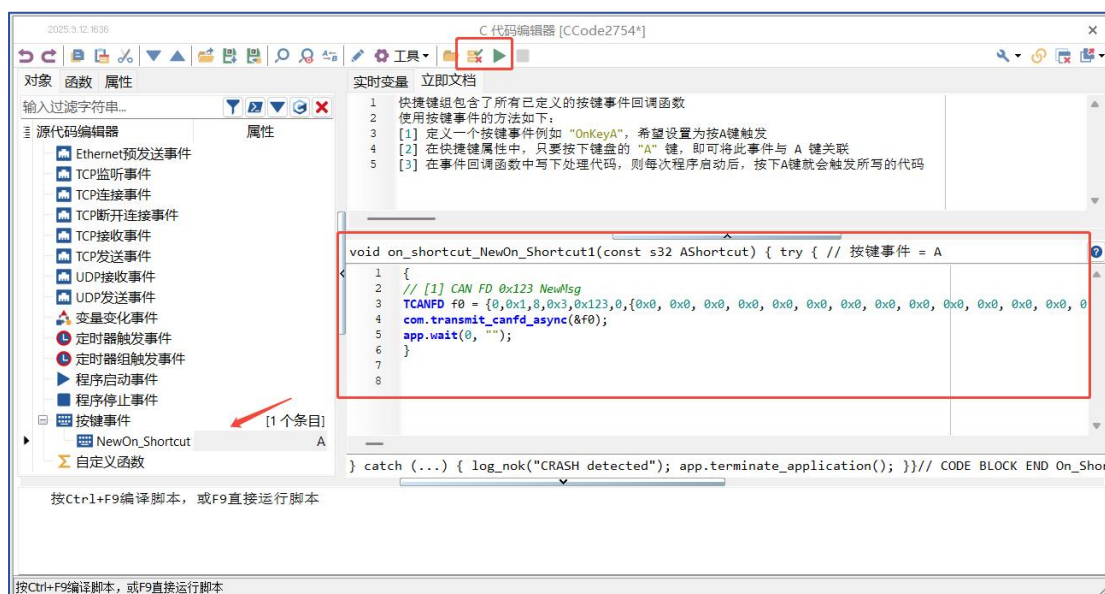 2025.3.12.1636
C 代码编辑器 [CCode2754*]
工具
对象 函数 属性
实时变量 立即文档
输入过滤字符串...
源代码编辑器 属性
Ethernet预发送事件
TCP监听事件
TCP连接事件
TCP断开连接事件
TCP接收事件
TCP发送事件
UDP接收事件
UDP发送事件
变量变化事件
定时器触发事件
定时器组触发事件
程序启动事件
程序停止事件
按键事件 [1 个条目]
NewOn_Shortcut A
自定义函数
1 快捷键组包含了所有已定义的按键事件回调函数
2 使用按键事件的方法如下:
3 [1] 定义一个按键事件例如 "OnKeyA", 希望设置为按A键触发
4 [2] 在快捷键属性中, 只要按下键盘的 "A" 键, 即可将此事件与 A 键关联
5 [3] 在事件回调函数中写下处理代码, 则每次程序启动后, 按下A键就会触发所写的代码
void on_shortcut_NewOn_Shortcut1(const s32 AShortcut) { try { // 按键事件 = A
1 {
2 // [1] CAN FD 0x123 NewMsg
3 TCANFD f0 = {0,0x1,8,0x3,0x123,0,{0x0, 0x0, 0x0, 0x0, 0x0, 0x0, 0x0, 0x0, 0x0, 0x0, 0x0, 0x0, 0
4 com.transmit_canfd_async(&f0);
5 app.wait(0, "");
6 }
7
8
} catch (...) { log_nok("CRASH detected"); app.terminate_application(); }}// CODE BLOCK END On_Shor
按Ctrl+F9编译脚本, 或F9直接运行脚本
按Ctrl+F9编译脚本, 或F9直接运行脚本